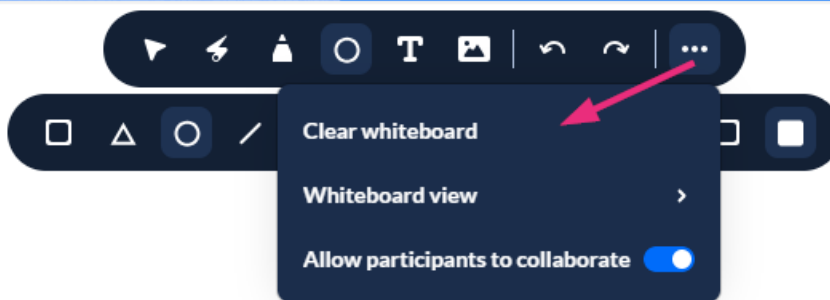 T
Clear whiteboard
Whiteboard view
Allow participants to collaborate